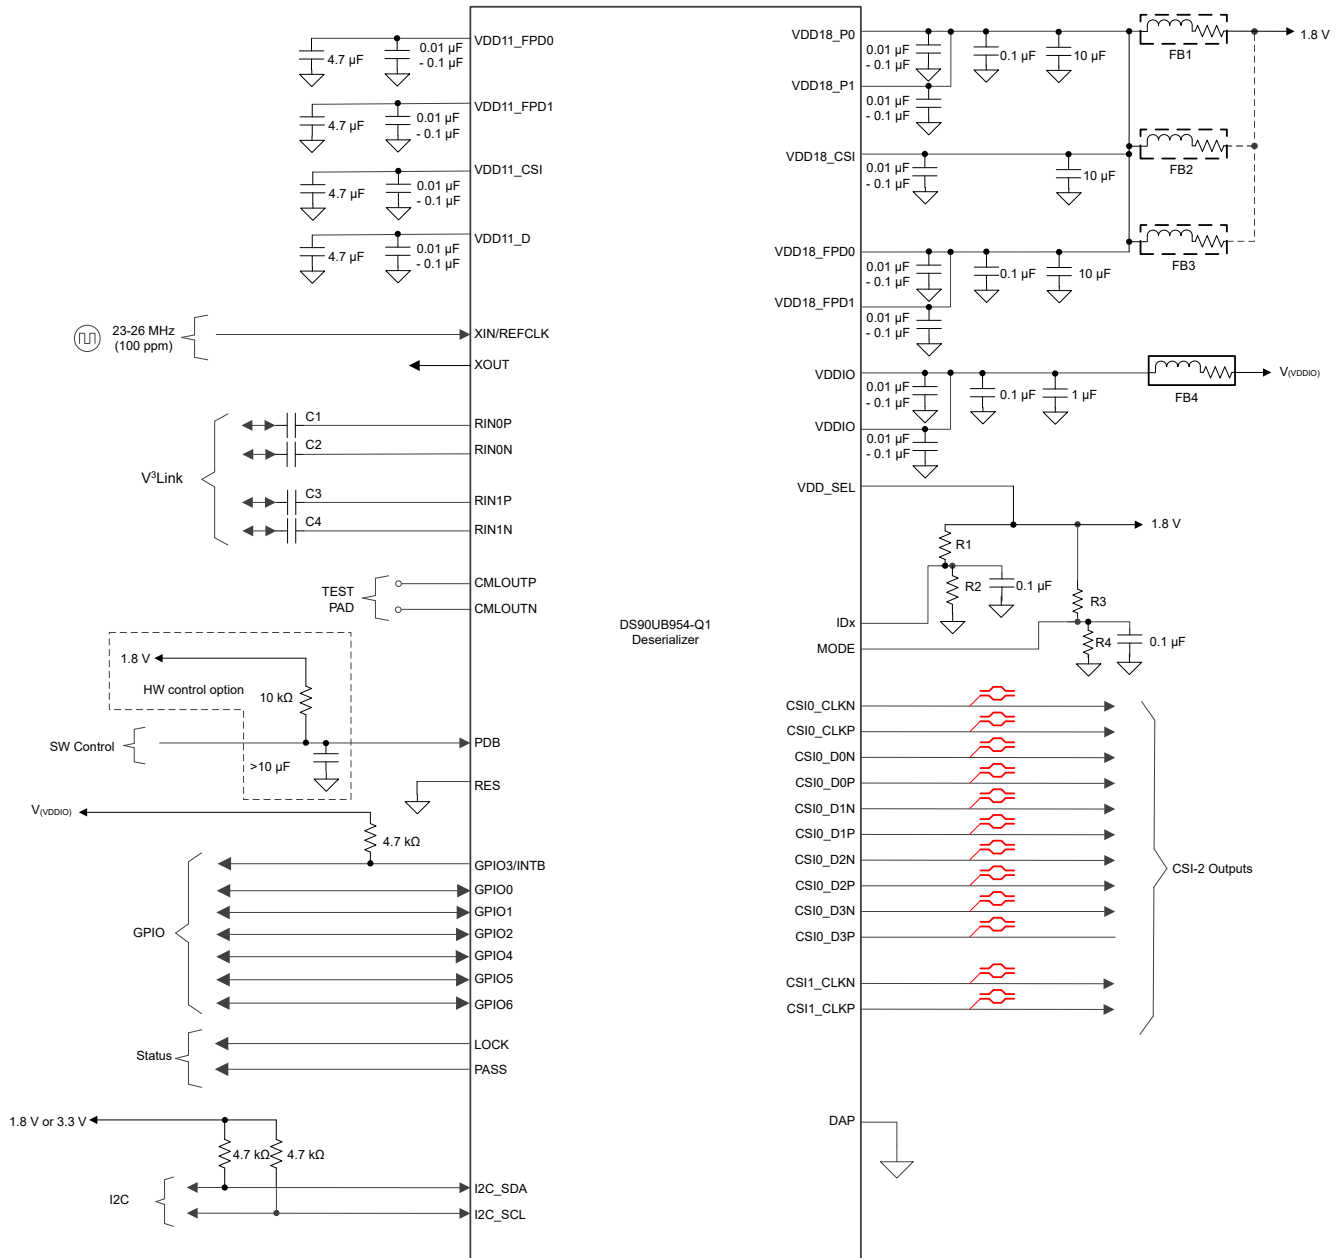 VDD11_FPD0
4.7 µF
0.01 µF
- 0.1 µF
VDD11_FPD1
4.7 µF
0.01 µF
- 0.1 µF
VDD11_CSI
4.7 µF
0.01 µF
- 0.1 µF
VDD11_D
4.7 µF
0.01 µF
- 0.1 µF
23-26 MHz
(100 ppm)
XIN/REFCLK
XOUT
V³Link
C1
RIN0P
C2
RIN0N
C3
RIN1P
C4
RIN1N
TEST
PAD
CMLOUTP
CMLOUTN
1.8 V
HW control option
10 kΩ
SW Control
>10 µF
PDB
RES
V(VDDIO)
4.7 kΩ
GPIO
GPIO3/INTB
GPIO0
GPIO1
GPIO2
GPIO4
GPIO5
GPIO6
Status
LOCK
PASS
1.8 V or 3.3 V
4.7 kΩ
4.7 kΩ
I2C
I2C_SDA
I2C_SCL
DS90UB954-Q1
Deserializer
VDD18_P0
0.01 µF
- 0.1 µF
0.1 µF
10 µF
FB1
1.8 V
VDD18_P1
0.01 µF
- 0.1 µF
VDD18_CSI
0.01 µF
- 0.1 µF
10 µF
FB2
VDD18_FPD0
0.01 µF
- 0.1 µF
0.1 µF
10 µF
FB3
VDD18_FPD1
0.01 µF
- 0.1 µF
VDDIO
0.01 µF
- 0.1 µF
0.1 µF
1 µF
FB4
V(VDDIO)
VDDIO
0.01 µF
- 0.1 µF
VDD_SEL
1.8 V
R1
R2
0.1 µF
R3
IDx
MODE
R4
0.1 µF
CSI0_CLKN
CSI0_CLKP
CSI0_D0N
CSI0_D0P
CSI0_D1N
CSI0_D1P
CSI0_D2N
CSI0_D2P
CSI0_D3N
CSI0_D3P
CSI1_CLKN
CSI1_CLKP
CSI-2 Outputs
DAP